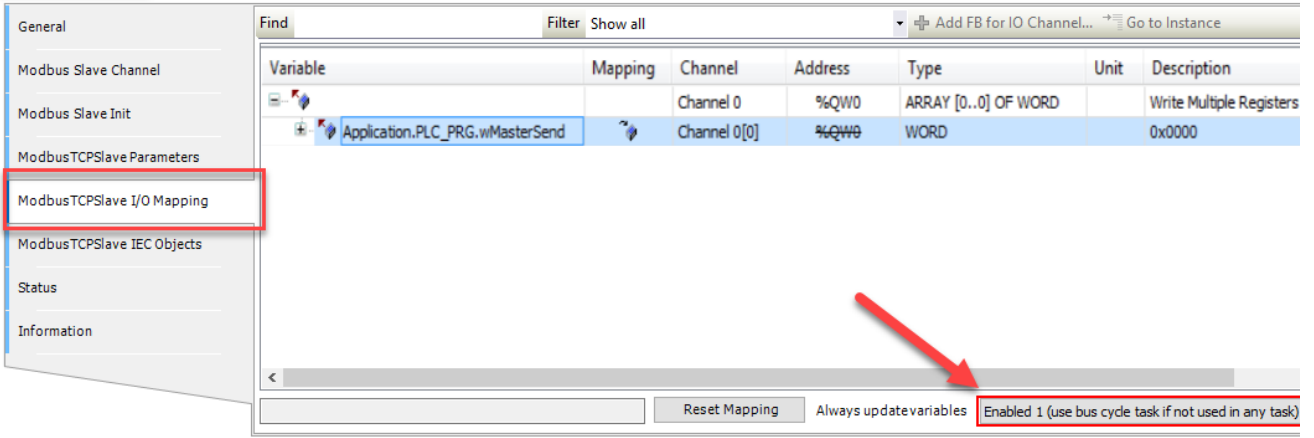 General
Modbus Slave Channel
Modbus Slave Init
ModbusTCPSlave Parameters
ModbusTCPSlave I/O Mapping
ModbusTCPSlave IEC Objects
Status
Information
Find Filter Show all Add FB for IO Channel... Go to Instance
Variable Mapping Channel Address Type Unit Description
Channel 0 %QW0 ARRAY [0..0] OF WORD Write Multiple Registers
Application.PLC_PRG.wMasterSend Channel 0[0] %QW0 WORD 0x0000
Reset Mapping Always update variables Enabled 1 (use bus cycle task if not used in any task)